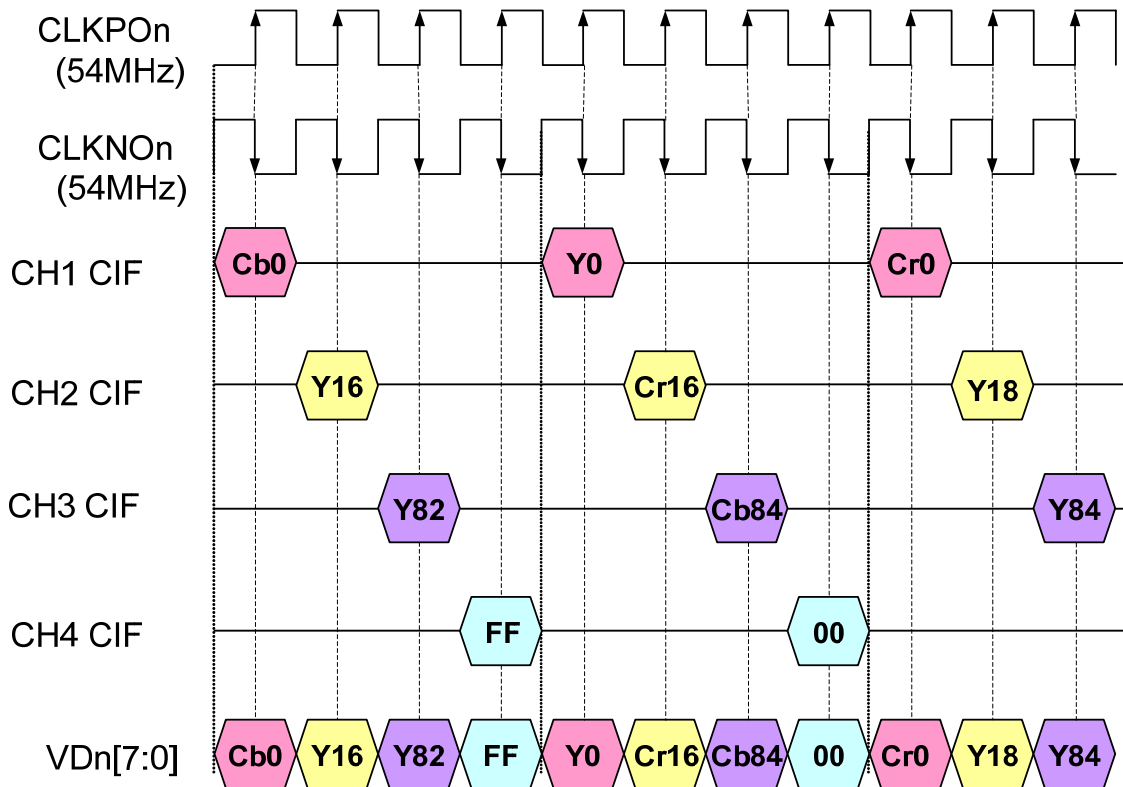 CLKPOn
(54MHz)
CLKNOn
(54MHz)
CH1 CIF Cb0 Y0 Cr0
CH2 CIF Y16 Cr16 Y18
CH3 CIF Y82 Cb84 Y84
CH4 CIF FF 00
VDn[7:0] Cb0 Y16 Y82 FF Y0 Cr16 Cb84 00 Cr0 Y18 Y84